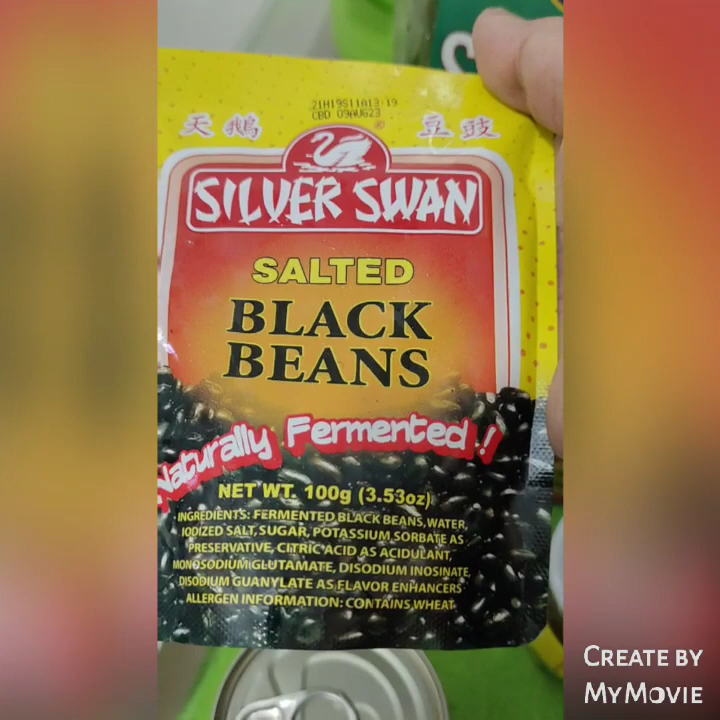 21H19S11A13:19
CBD 09AUG23
天鵝 豆豉
®
SILVER SWAN
SALTED
BLACK
BEANS
Naturally Fermented!
NET WT. 100g (3.53oz)
INGREDIENTS: FERMENTED BLACK BEANS, WATER,
IODIZED SALT, SUGAR, POTASSIUM SORBATE AS
PRESERVATIVE, CITRIC ACID AS ACIDULANT,
MONOSODIUM GLUTAMATE, DISODIUM INOSINATE,
DISODIUM GUANYLATE AS FLAVOR ENHANCERS
ALLERGEN INFORMATION: CONTAINS WHEAT
CREATE BY
MYMOVIE